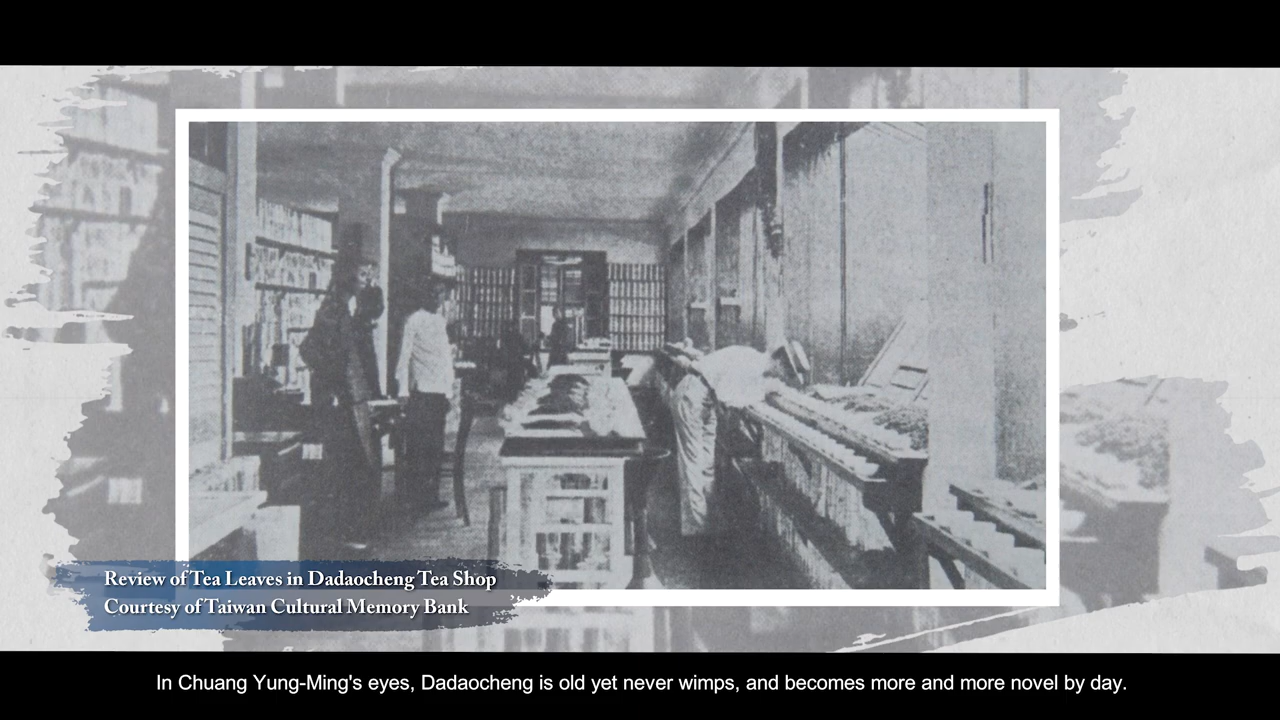 Review of Tea Leaves in Dadaocheng Tea Shop
Courtesy of Taiwan Cultural Memory Bank
In Chuang Yung-Ming's eyes, Dadaocheng is old yet never wimps, and becomes more and more novel by day.